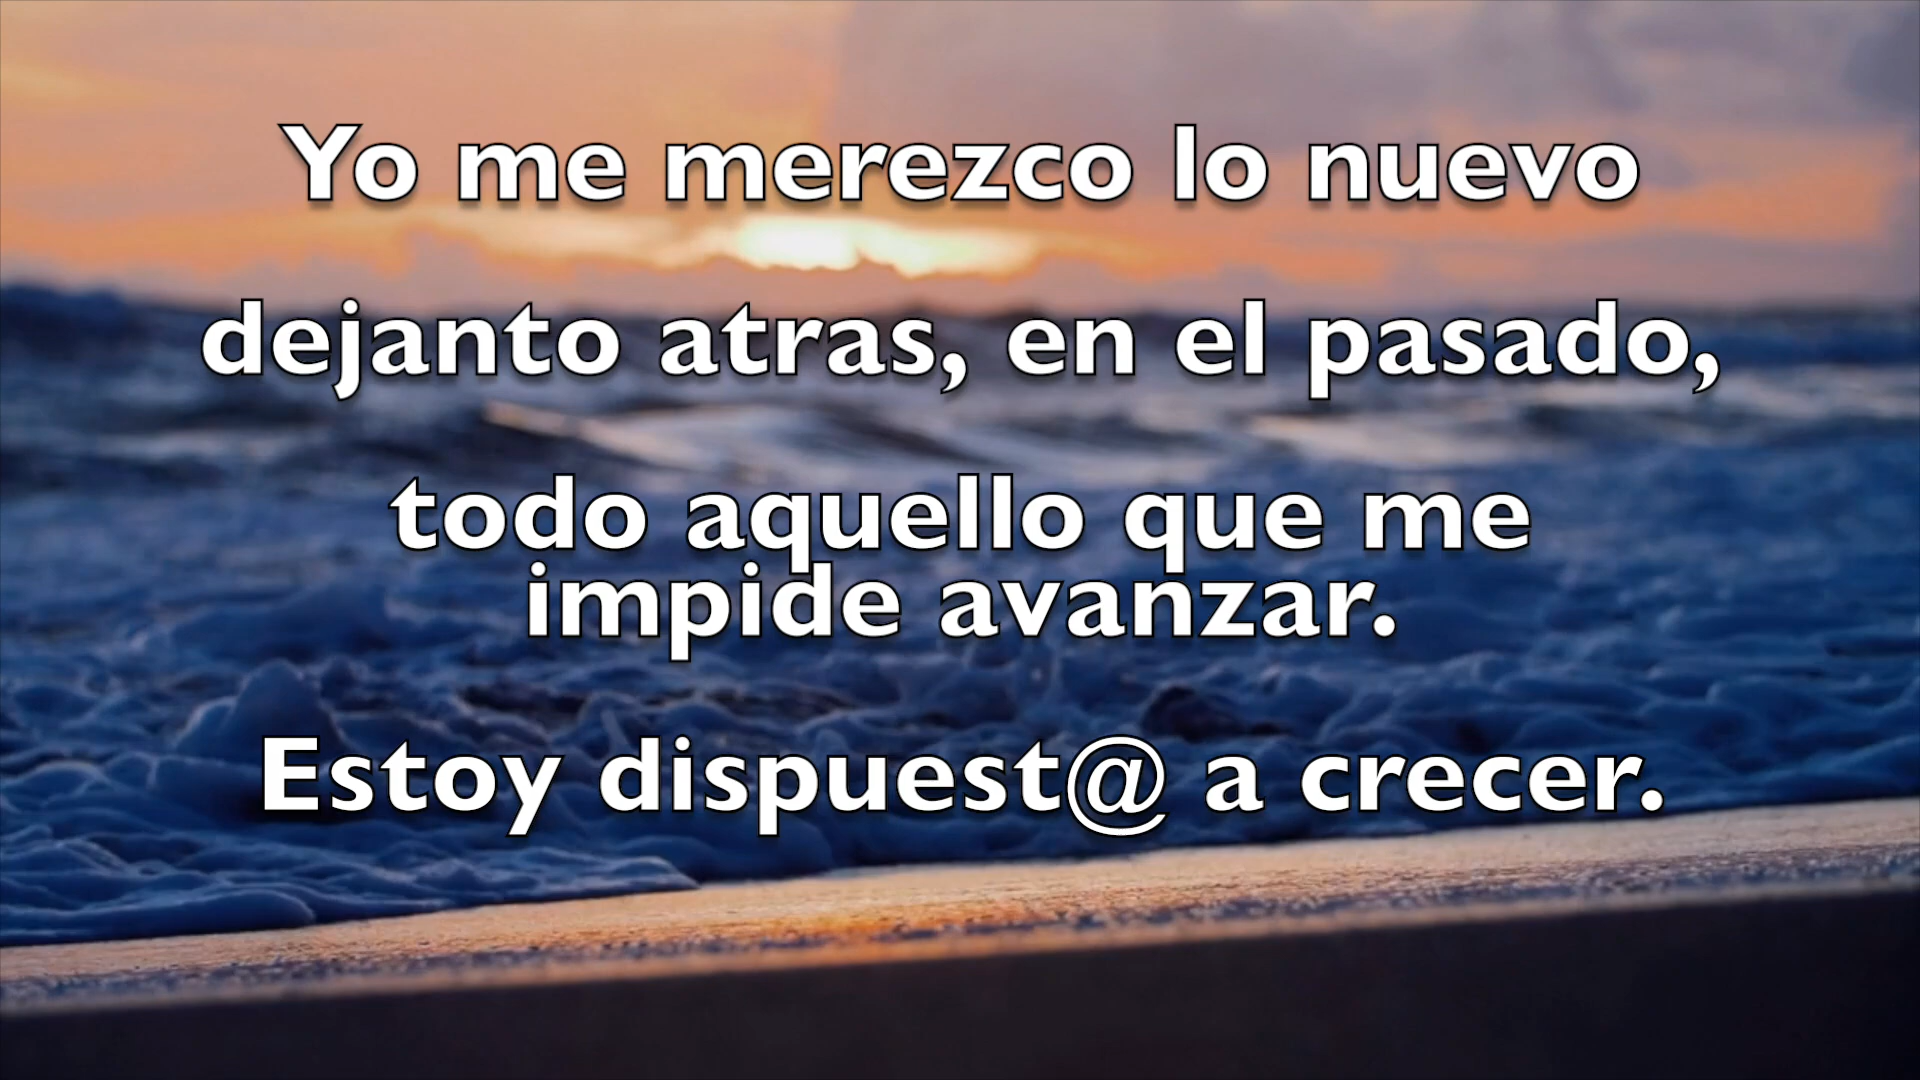 Yo me merezco lo nuevo
dejanto atras, en el pasado,
todo aquello que me
impide avanzar.
Estoy dispuest@ a crecer.